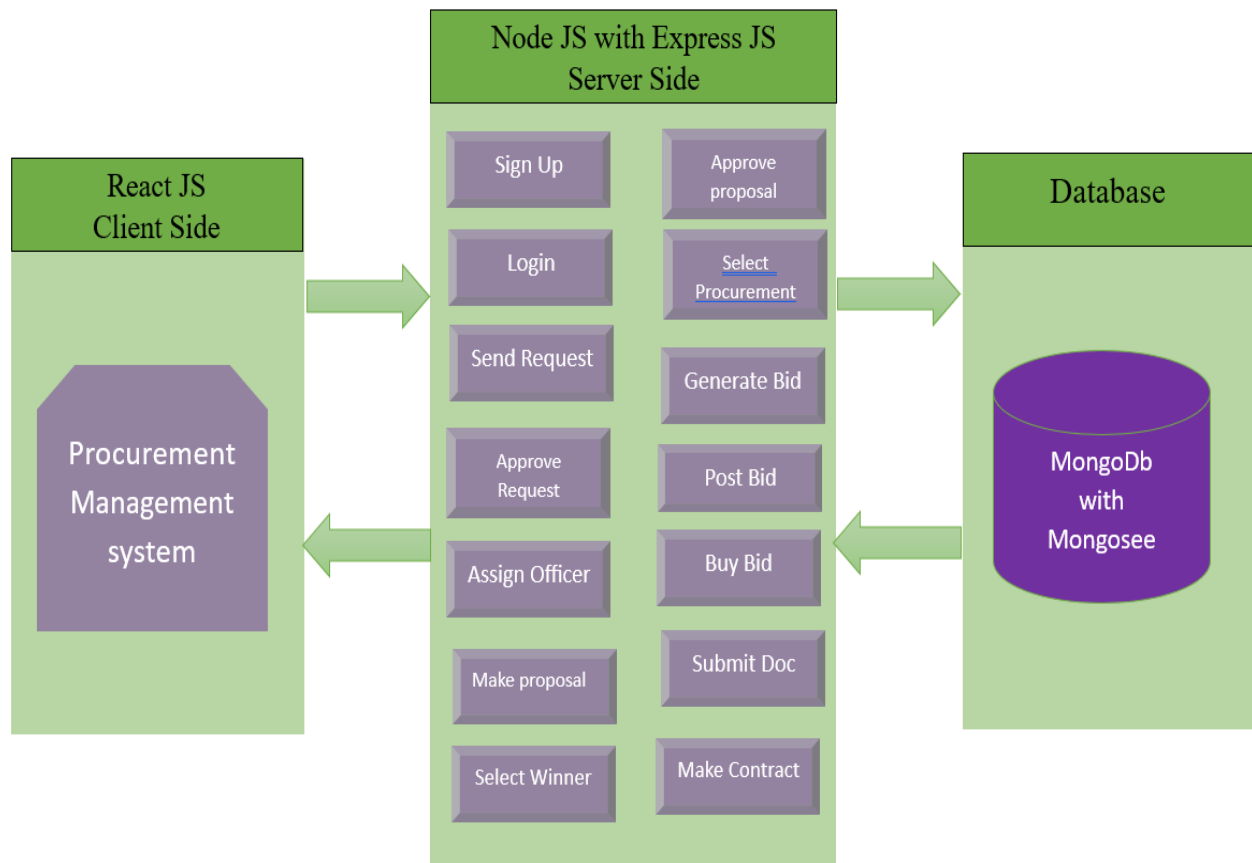 React JS
Client Side
Procurement
Management
system
Node JS with Express JS
Server Side
Sign Up
Login
Send Request
Approve
Request
Assign Officer
Make proposal
Select Winner
Approve
proposal
Select
Procurement
Generate Bid
Post Bid
Buy Bid
Submit Doc
Make Contract
Database
MongoDb
with
Mongosee